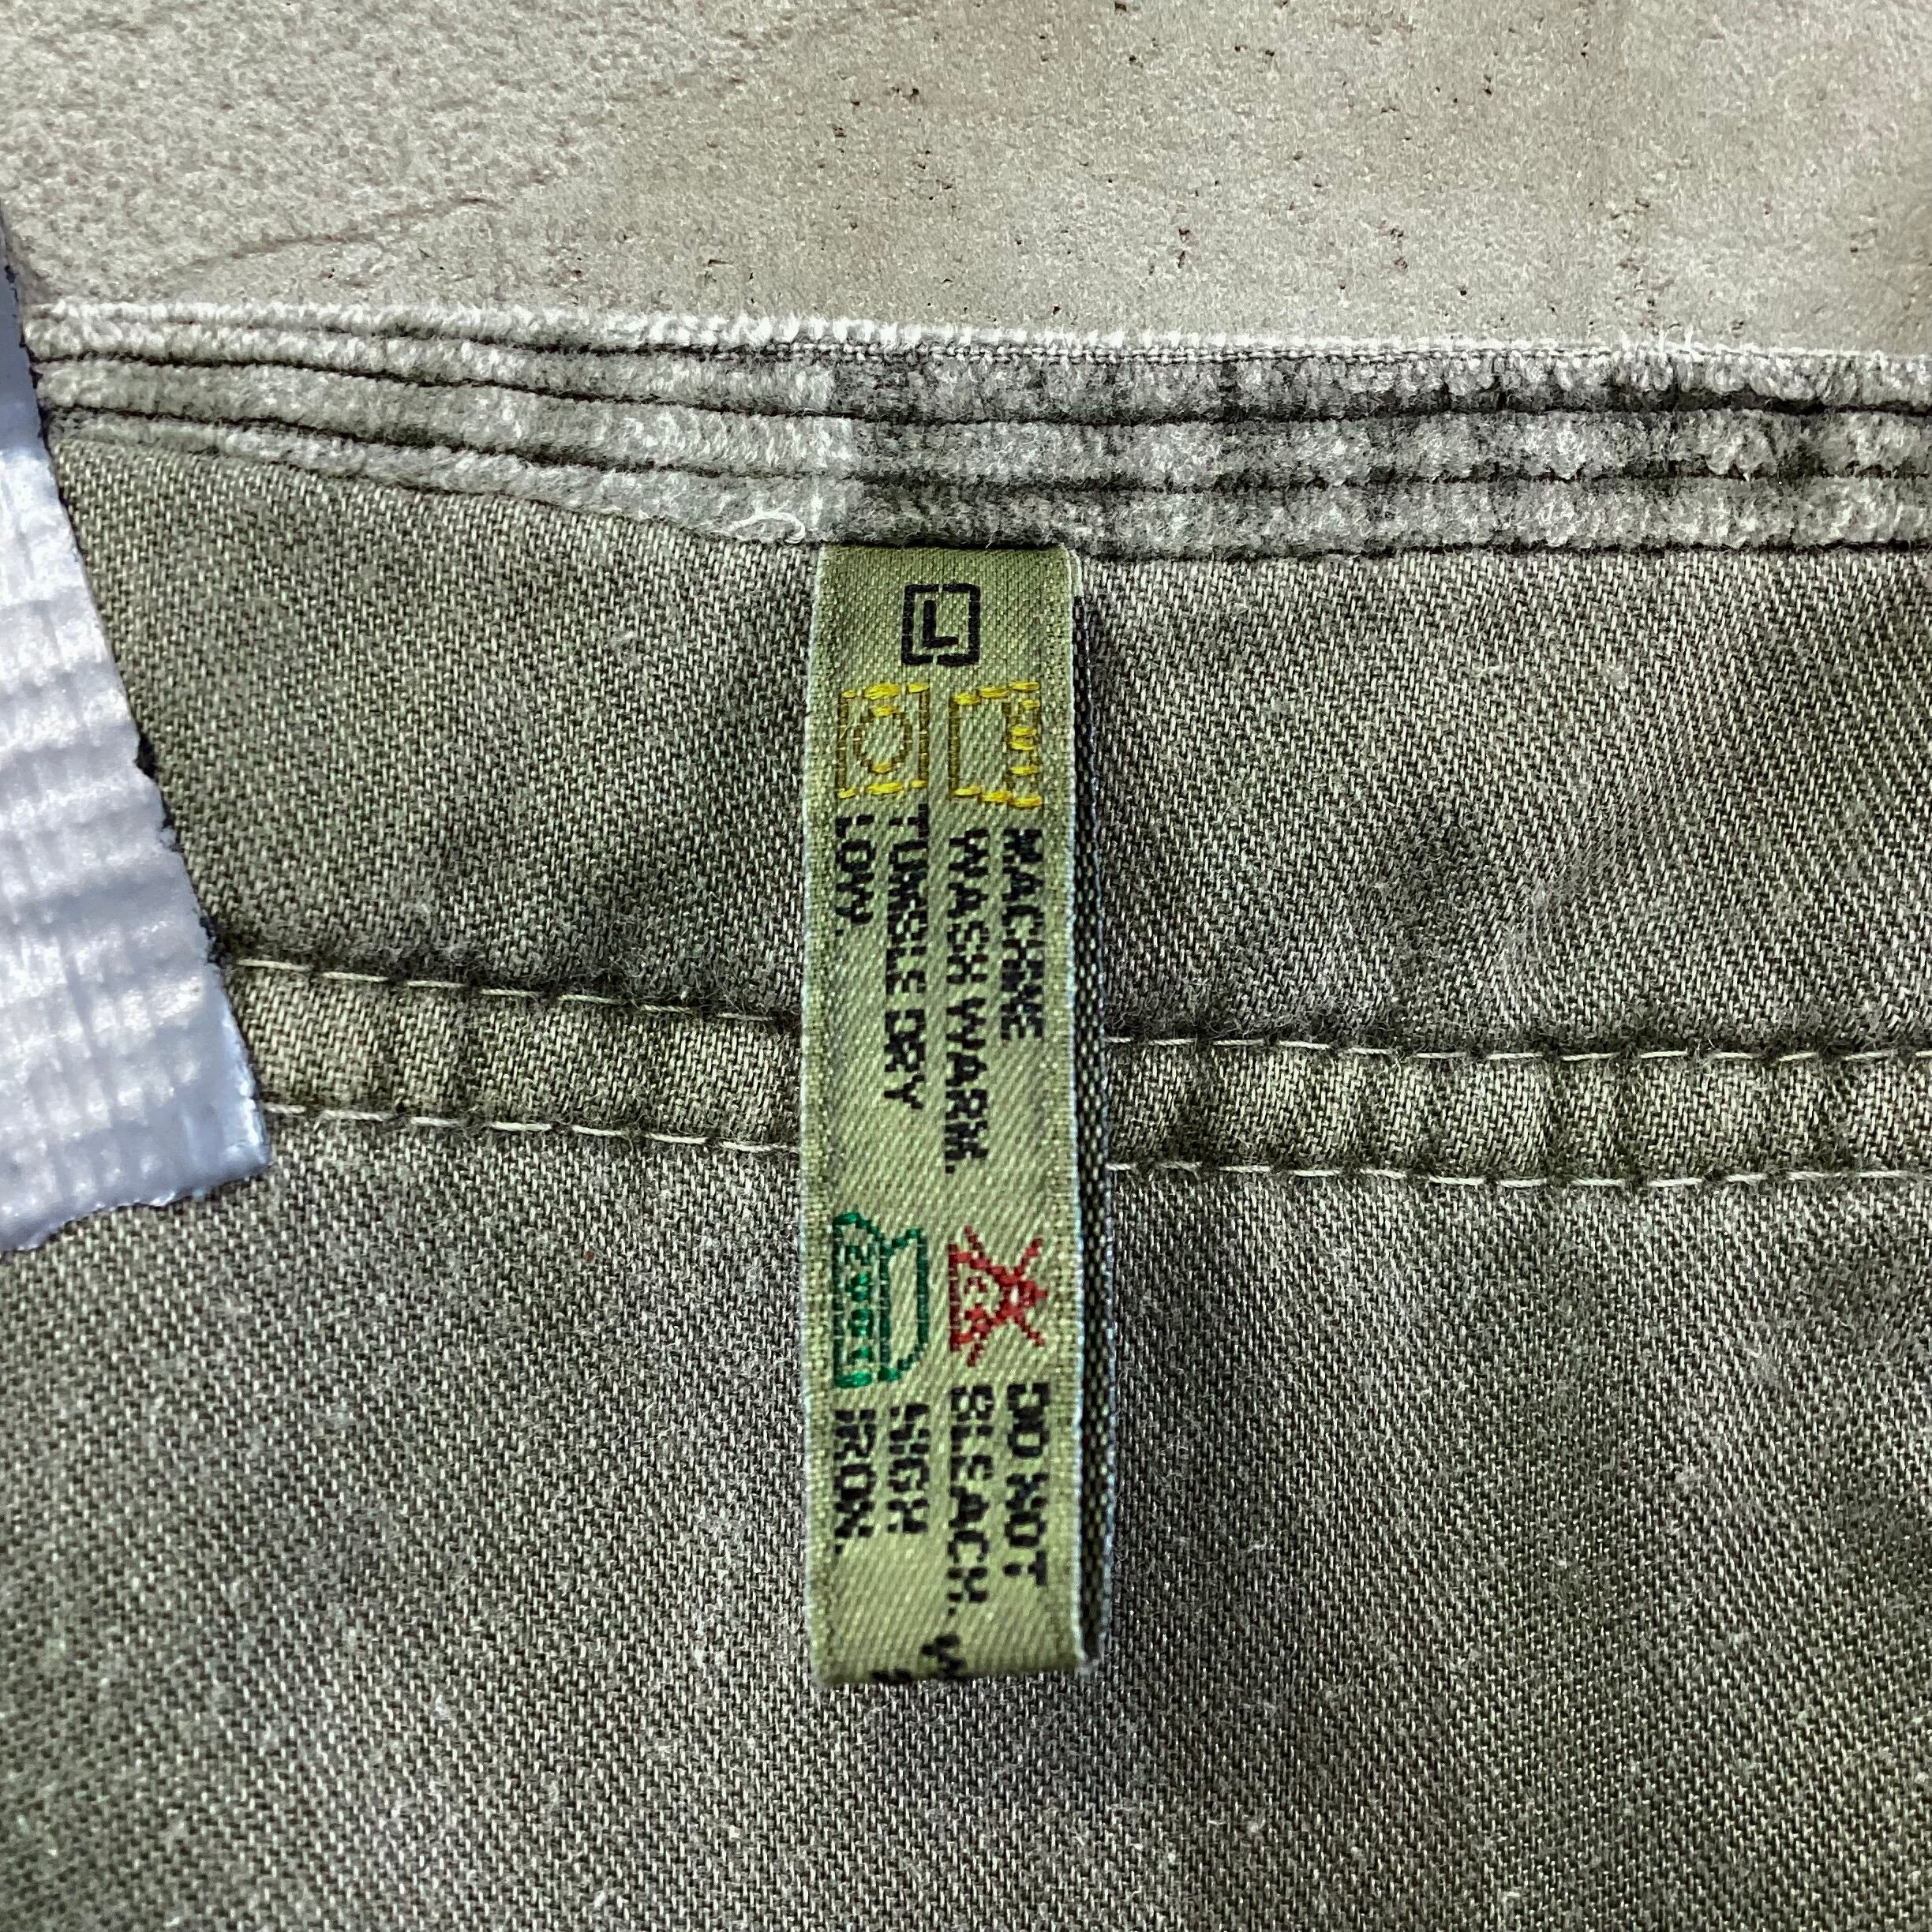 L
MACHINE
WASH WARM.
TUMBLE DRY
LOW.
DO NOT
BLEACH.
HIGH
IRON.